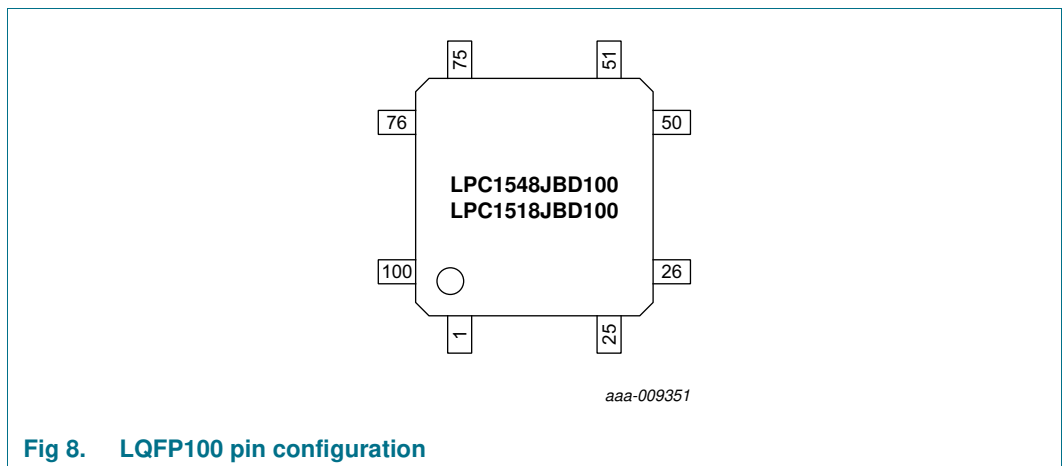 75 51
76 50
LPC1548JBD100
LPC1518JBD100
100 26
1 25
aaa-009351
Fig 8. LQFP100 pin configuration